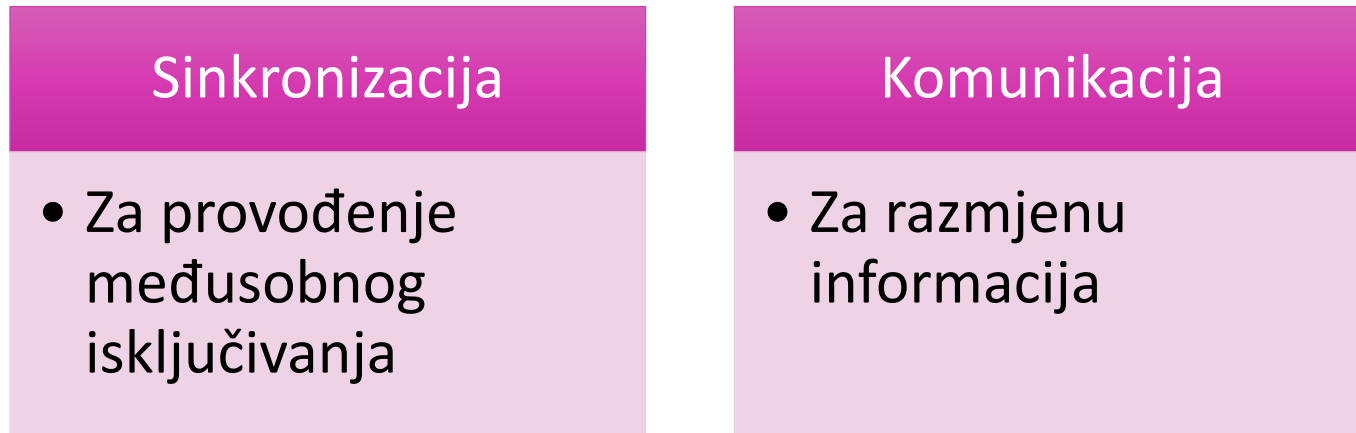 Sinkronizacija
• Za provođenje
međusobnog
isključivanja
Komunikacija
• Za razmjenu
informacija